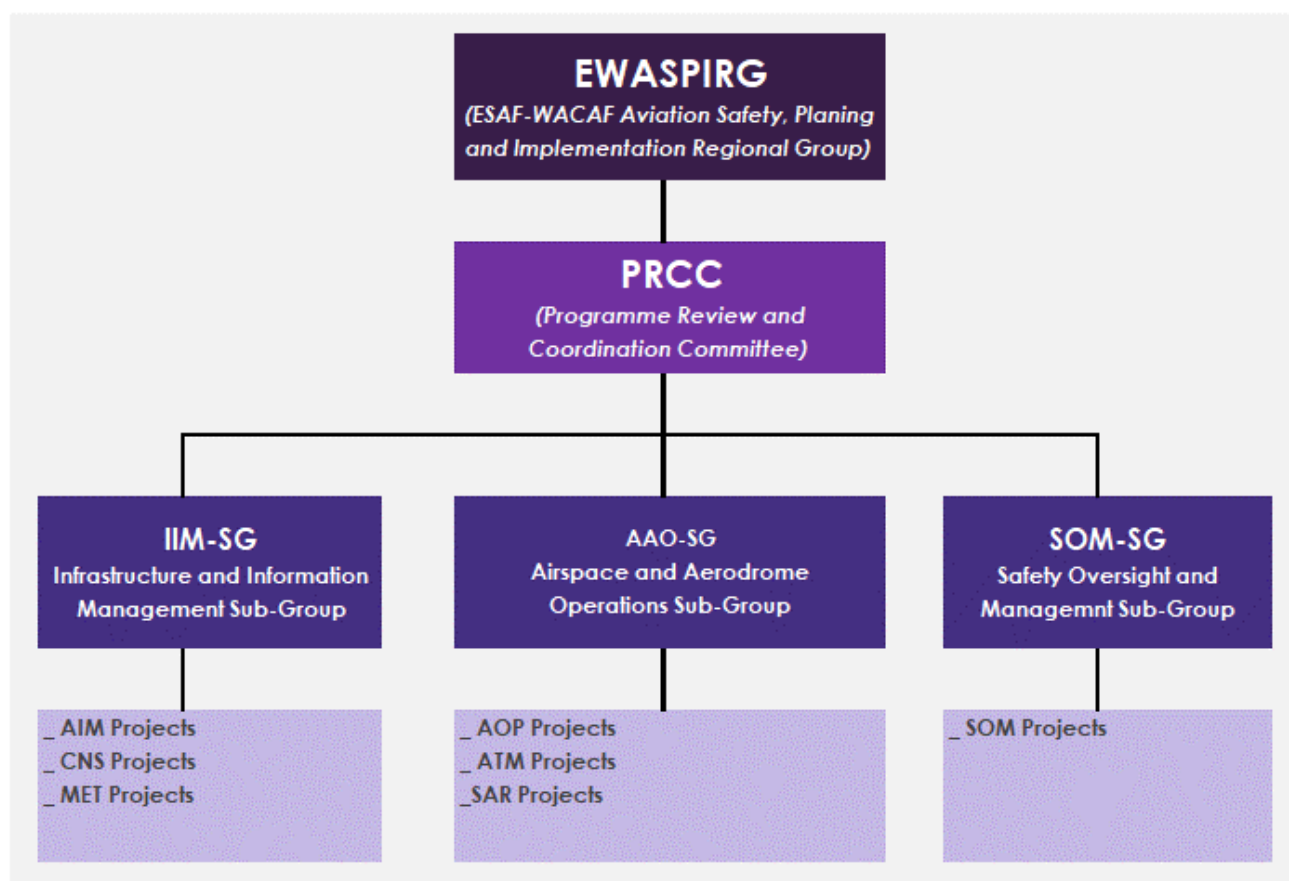 EWASPIRG
(ESAF-WACAF Aviation Safety, Planing
and Implementation Regional Group)
PRCC
(Programme Review and
Coordination Committee)
IIM-SG
Infrastructure and Information
Management Sub-Group
AAO-SG
Airspace and Aerodrome
Operations Sub-Group
SOM-SG
Safety Oversight and
Managemnt Sub-Group
_ AIM Projects
_ CNS Projects
_ MET Projects
_ AOP Projects
_ ATM Projects
_SAR Projects
_ SOM Projects